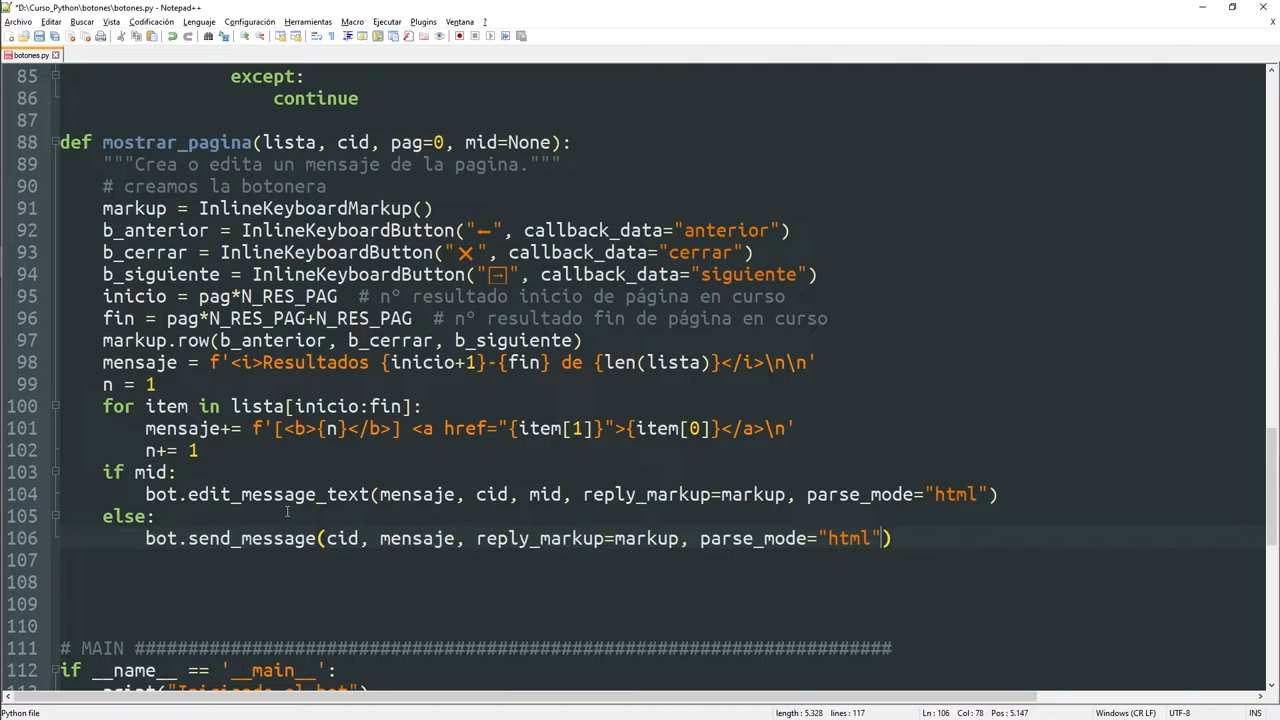 *D:\Curso_Python\botones\botones.py - Notepad++
Archivo Editar Buscar Vista Codificación Lenguaje Configuración Herramientas Macro Ejecutar Plugins Ventana ? X
botones.py
85 except:
86 continue
87
88 def mostrar_pagina(lista, cid, pag=0, mid=None):
89 """Crea o edita un mensaje de la pagina."""
90 # creamos la botonera
91 markup = InlineKeyboardMarkup()
92 b_anterior = InlineKeyboardButton("⬅", callback_data="anterior")
93 b_cerrar = InlineKeyboardButton("❌", callback_data="cerrar")
94 b_siguiente = InlineKeyboardButton("➡", callback_data="siguiente")
95 inicio = pag*N_RES_PAG # nº resultado inicio de página en curso
96 fin = pag*N_RES_PAG+N_RES_PAG # nº resultado fin de página en curso
97 markup.row(b_anterior, b_cerrar, b_siguiente)
98 mensaje = f'<i>Resultados {inicio+1}-{fin} de {len(lista)}</i>\n\n'
99 n = 1
100 for item in lista[inicio:fin]:
101 mensaje+= f'[<b>{n}</b>] <a href="{item[1]}">{item[0]}</a>\n'
102 n+= 1
103 if mid:
104 bot.edit_message_text(mensaje, cid, mid, reply_markup=markup, parse_mode="html")
105 else:
106 bot.send_message(cid, mensaje, reply_markup=markup, parse_mode="html")
107
108
109
110
111 # MAIN #######################################################################
112 if __name__ == '__main__':
113 print("Iniciando el bot")
Python file length : 5.328 lines : 117 Ln : 106 Col : 78 Pos : 5.147 Windows (CR LF) UTF-8 INS